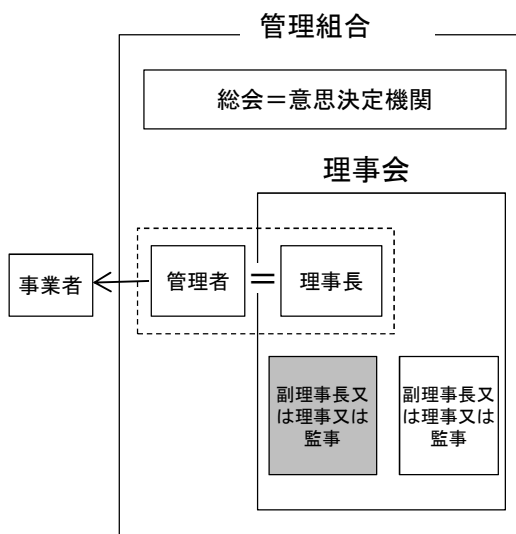 管理組合
総会＝意思決定機関
理事会
事業者
管理者
＝
理事長
副理事長又
は理事又は
監事
副理事長又
は理事又は
監事